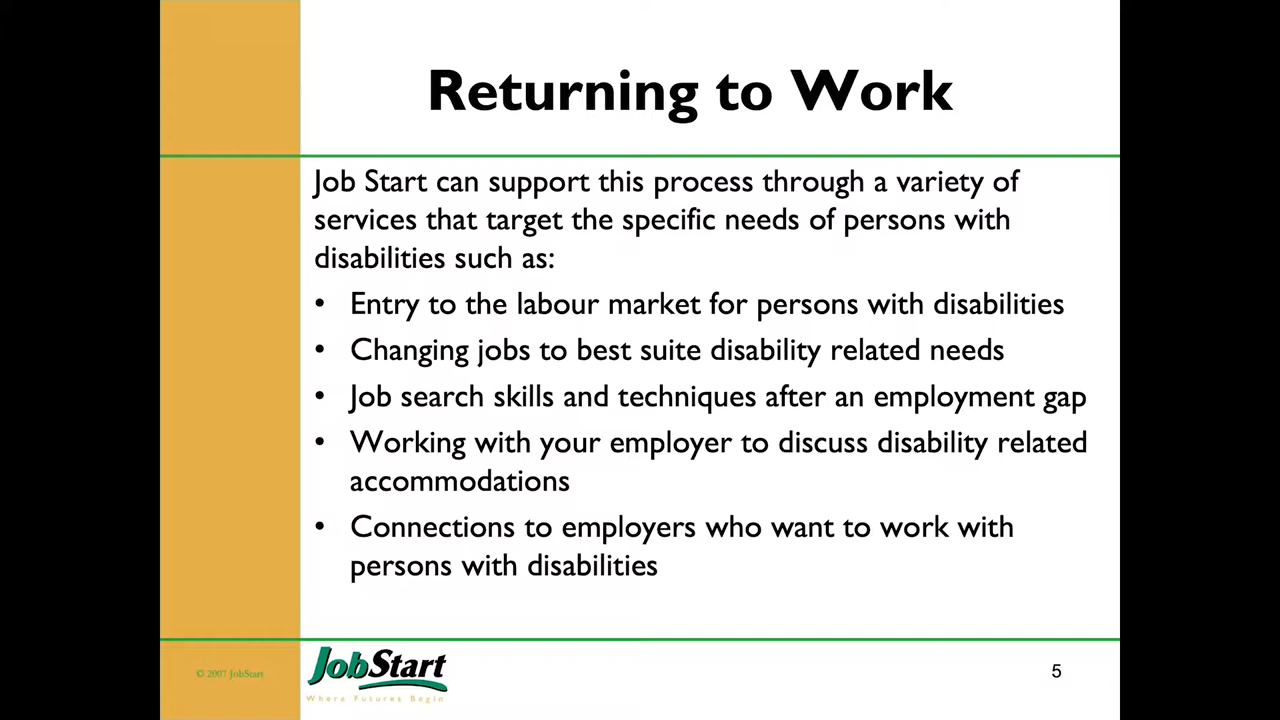 Returning to Work
Job Start can support this process through a variety of
services that target the specific needs of persons with
disabilities such as:
• Entry to the labour market for persons with disabilities
• Changing jobs to best suite disability related needs
• Job search skills and techniques after an employment gap
• Working with your employer to discuss disability related
accommodations
• Connections to employers who want to work with
persons with disabilities
© 2007 JobStart
JobStart
Where Futures Begin
5